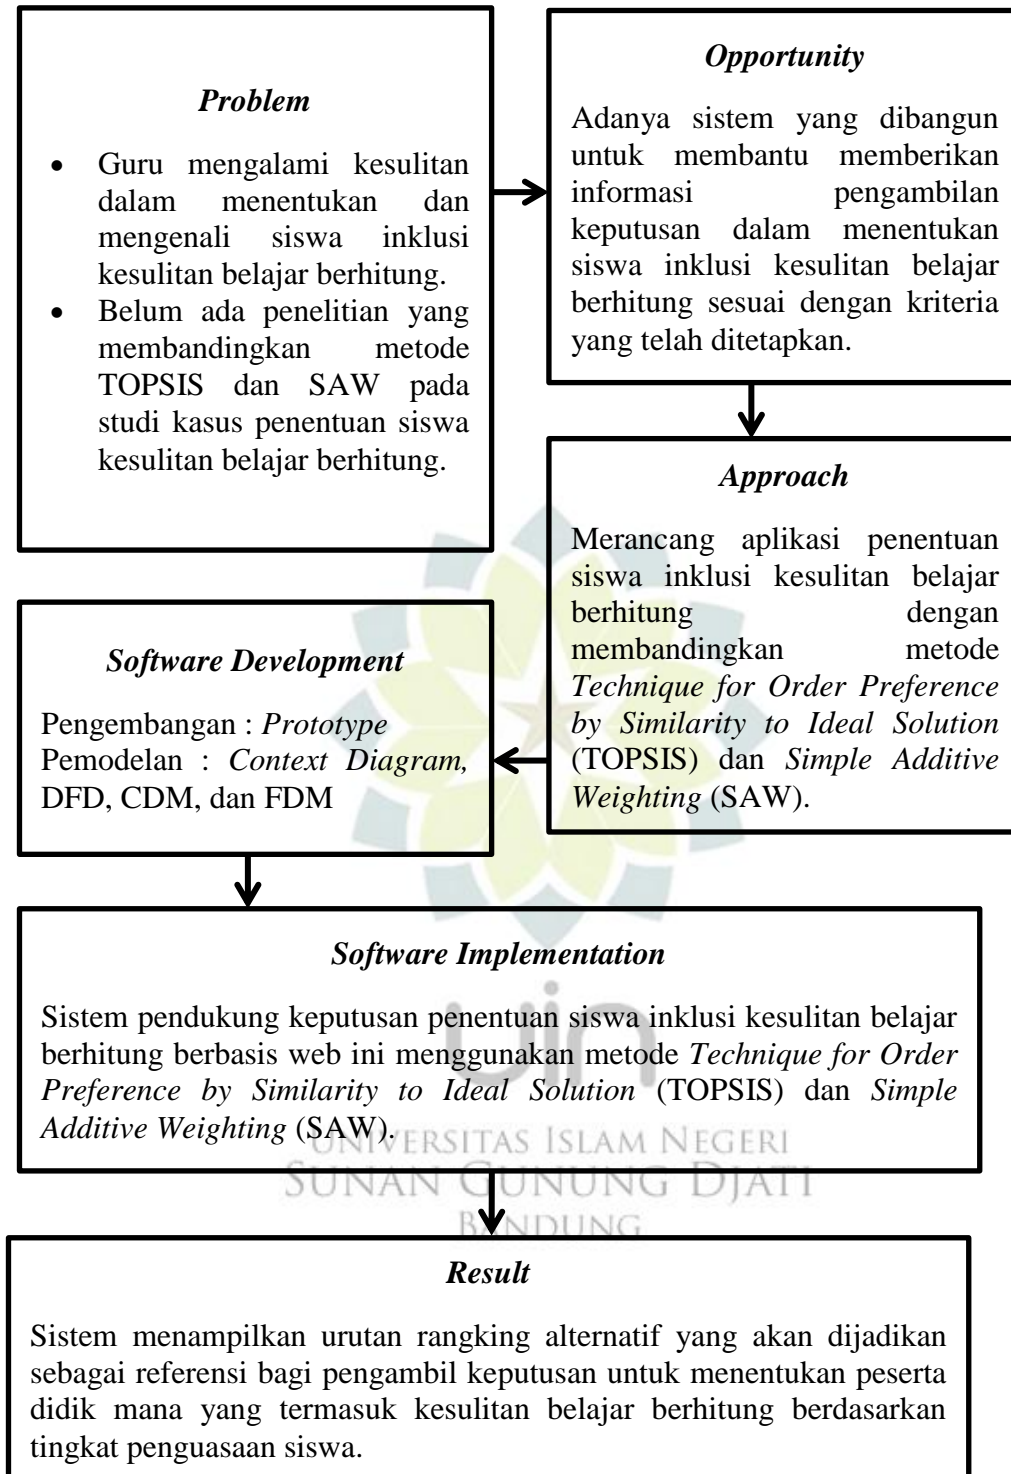 Problem
• Guru mengalami kesulitan
dalam menentukan dan
mengenali siswa inklusi
kesulitan belajar berhitung.
• Belum ada penelitian yang
membandingkan metode
TOPSIS dan SAW pada
studi kasus penentuan siswa
kesulitan belajar berhitung.
Opportunity
Adanya sistem yang dibangun
untuk membantu memberikan
informasi pengambilan
keputusan dalam menentukan
siswa inklusi kesulitan belajar
berhitung sesuai dengan kriteria
yang telah ditetapkan.
Approach
Merancang aplikasi penentuan
siswa inklusi kesulitan belajar
berhitung dengan
membandingkan metode
Technique for Order Preference
by Similarity to Ideal Solution
(TOPSIS) dan Simple Additive
Weighting (SAW).
Software Development
Pengembangan : Prototype
Pemodelan : Context Diagram,
DFD, CDM, dan FDM
Software Implementation
Sistem pendukung keputusan penentuan siswa inklusi kesulitan belajar
berhitung berbasis web ini menggunakan metode Technique for Order
Preference by Similarity to Ideal Solution (TOPSIS) dan Simple
Additive Weighting (SAW).
uin
UNIVERSITAS ISLAM NEGERI
SUNAN GUNUNG DJATI
BANDUNG
Result
Sistem menampilkan urutan rangking alternatif yang akan dijadikan
sebagai referensi bagi pengambil keputusan untuk menentukan peserta
didik mana yang termasuk kesulitan belajar berhitung berdasarkan
tingkat penguasaan siswa.